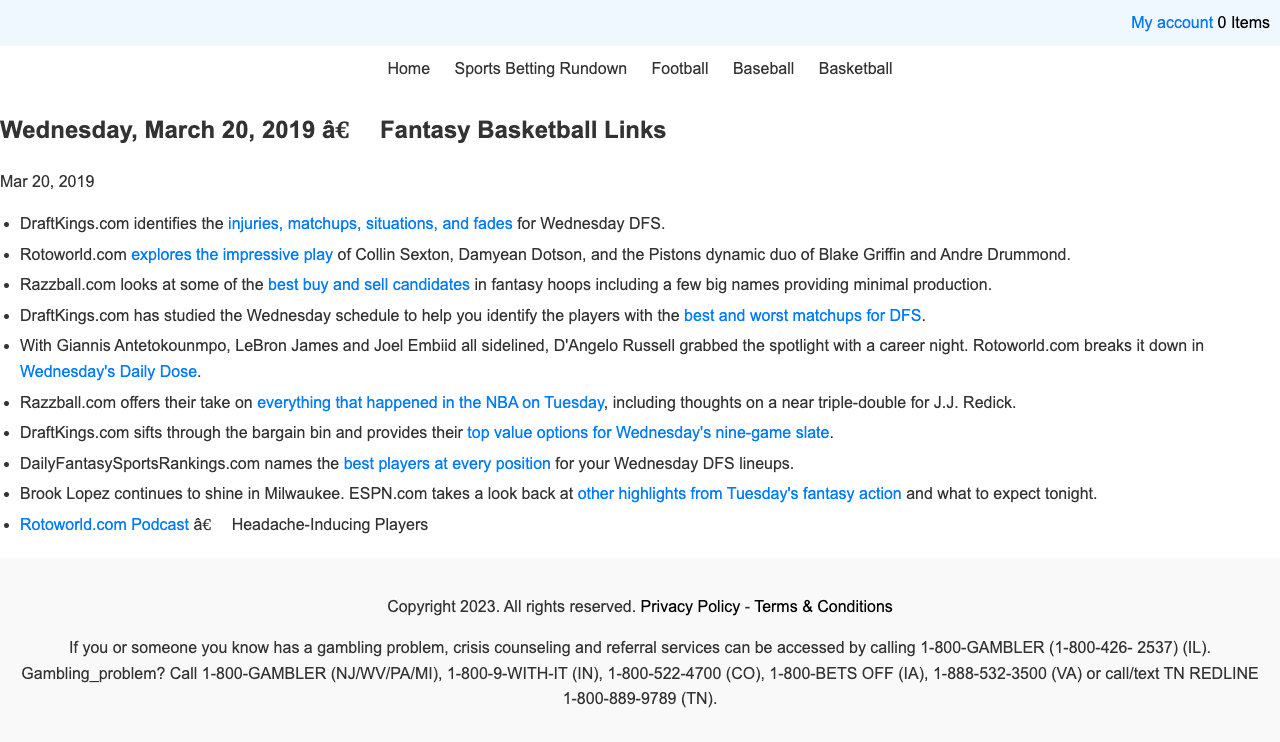 My account 0 Items
Home Sports Betting Rundown Football Baseball Basketball
Wednesday, March 20, 2019 â€ Fantasy Basketball Links
Mar 20, 2019
• DraftKings.com identifies the injuries, matchups, situations, and fades for Wednesday DFS.
• Rotoworld.com explores the impressive play of Collin Sexton, Damyean Dotson, and the Pistons dynamic duo of Blake Griffin and Andre Drummond.
• Razzball.com looks at some of the best buy and sell candidates in fantasy hoops including a few big names providing minimal production.
• DraftKings.com has studied the Wednesday schedule to help you identify the players with the best and worst matchups for DFS.
• With Giannis Antetokounmpo, LeBron James and Joel Embiid all sidelined, D'Angelo Russell grabbed the spotlight with a career night. Rotoworld.com breaks it down in
Wednesday's Daily Dose.
• Razzball.com offers their take on everything that happened in the NBA on Tuesday, including thoughts on a near triple-double for J.J. Redick.
• DraftKings.com sifts through the bargain bin and provides their top value options for Wednesday's nine-game slate.
• DailyFantasySportsRankings.com names the best players at every position for your Wednesday DFS lineups.
• Brook Lopez continues to shine in Milwaukee. ESPN.com takes a look back at other highlights from Tuesday's fantasy action and what to expect tonight.
• Rotoworld.com Podcast â€ Headache-Inducing Players
Copyright 2023. All rights reserved. Privacy Policy - Terms & Conditions
If you or someone you know has a gambling problem, crisis counseling and referral services can be accessed by calling 1-800-GAMBLER (1-800-426- 2537) (IL).
Gambling_problem? Call 1-800-GAMBLER (NJ/WV/PA/MI), 1-800-9-WITH-IT (IN), 1-800-522-4700 (CO), 1-800-BETS OFF (IA), 1-888-532-3500 (VA) or call/text TN REDLINE
1-800-889-9789 (TN).